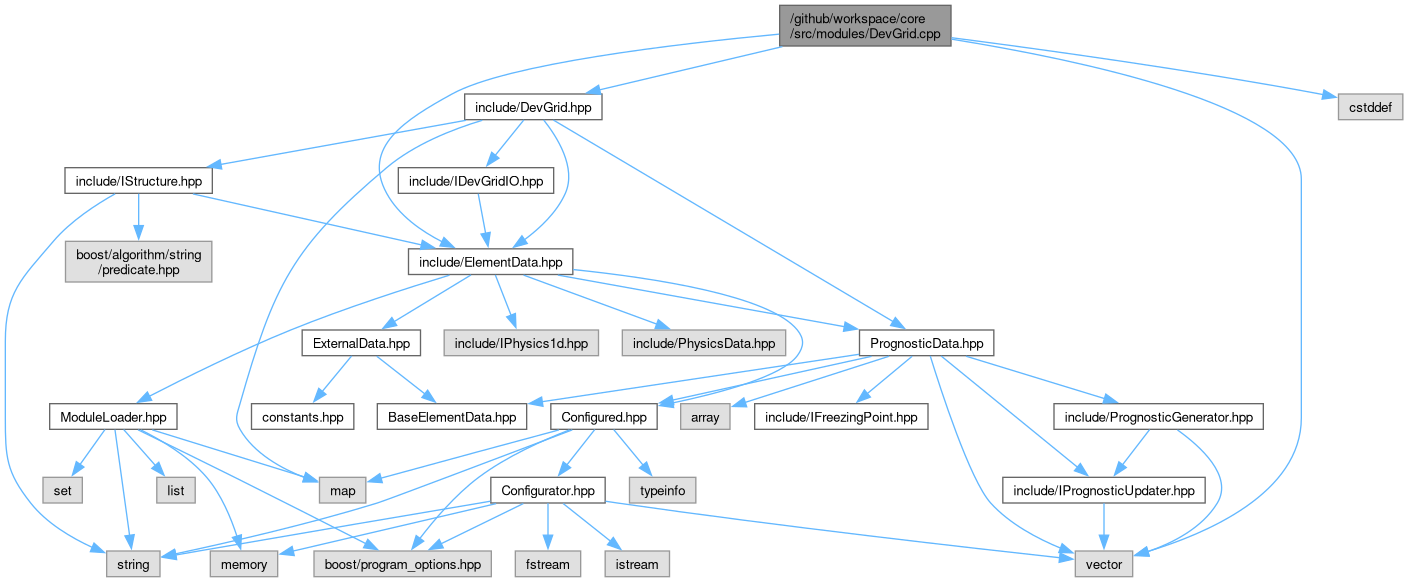 /github/workspace/core
/src/modules/DevGrid.cpp
include/DevGrid.hpp
cstddef
include/IStructure.hpp
include/IDevGridIO.hpp
boost/algorithm/string
/predicate.hpp
include/ElementData.hpp
ExternalData.hpp
include/IPhysics1d.hpp
include/PhysicsData.hpp
PrognosticData.hpp
ModuleLoader.hpp
constants.hpp
BaseElementData.hpp
Configured.hpp
array
include/IFreezingPoint.hpp
include/PrognosticGenerator.hpp
set
list
map
Configurator.hpp
typeinfo
include/IPrognosticUpdater.hpp
string
memory
boost/program_options.hpp
fstream
istream
vector